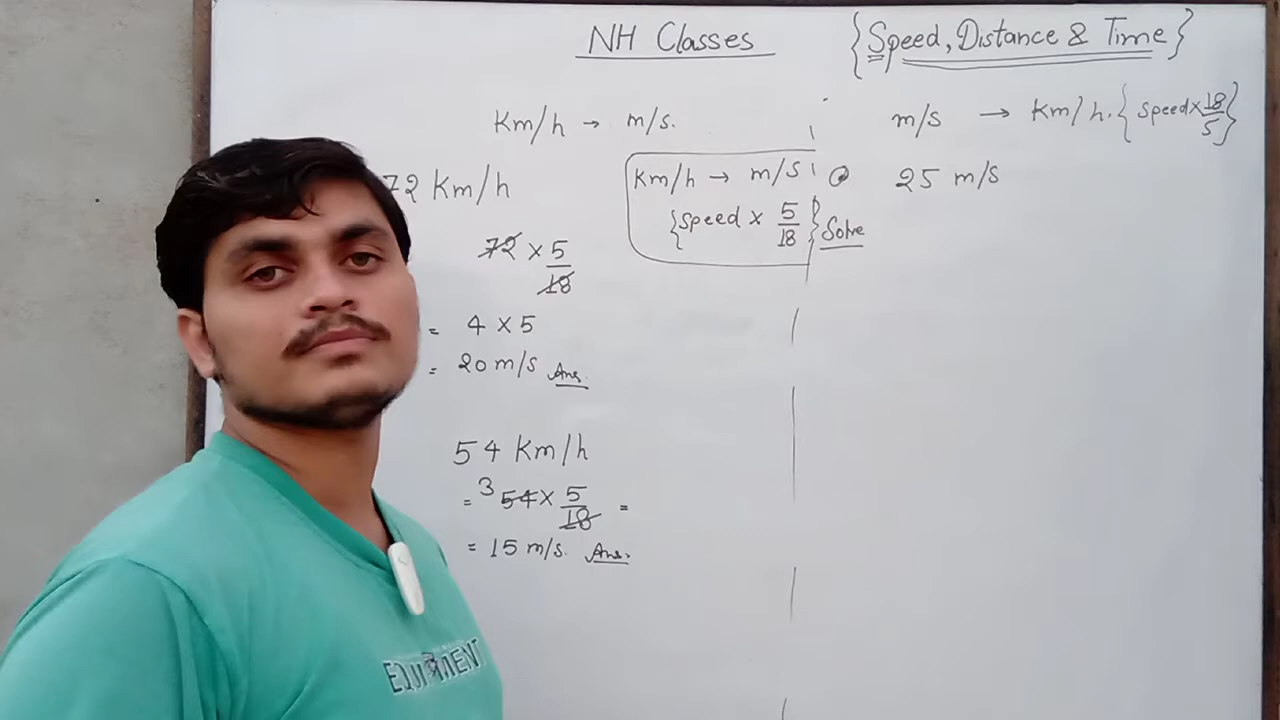 NH Classes {Speed, Distance & Time}
Km/h → m/s.
72 Km/h
72 × 5/18
= 4 × 5
= 20 m/s Ans.
54 Km/h
= 3 54 × 5/18 =
= 15 m/s. Ans.
Km/h → m/s
{Speed × 5/18} Solve
m/s → Km/h. {Speed × 18/5}
25 m/s